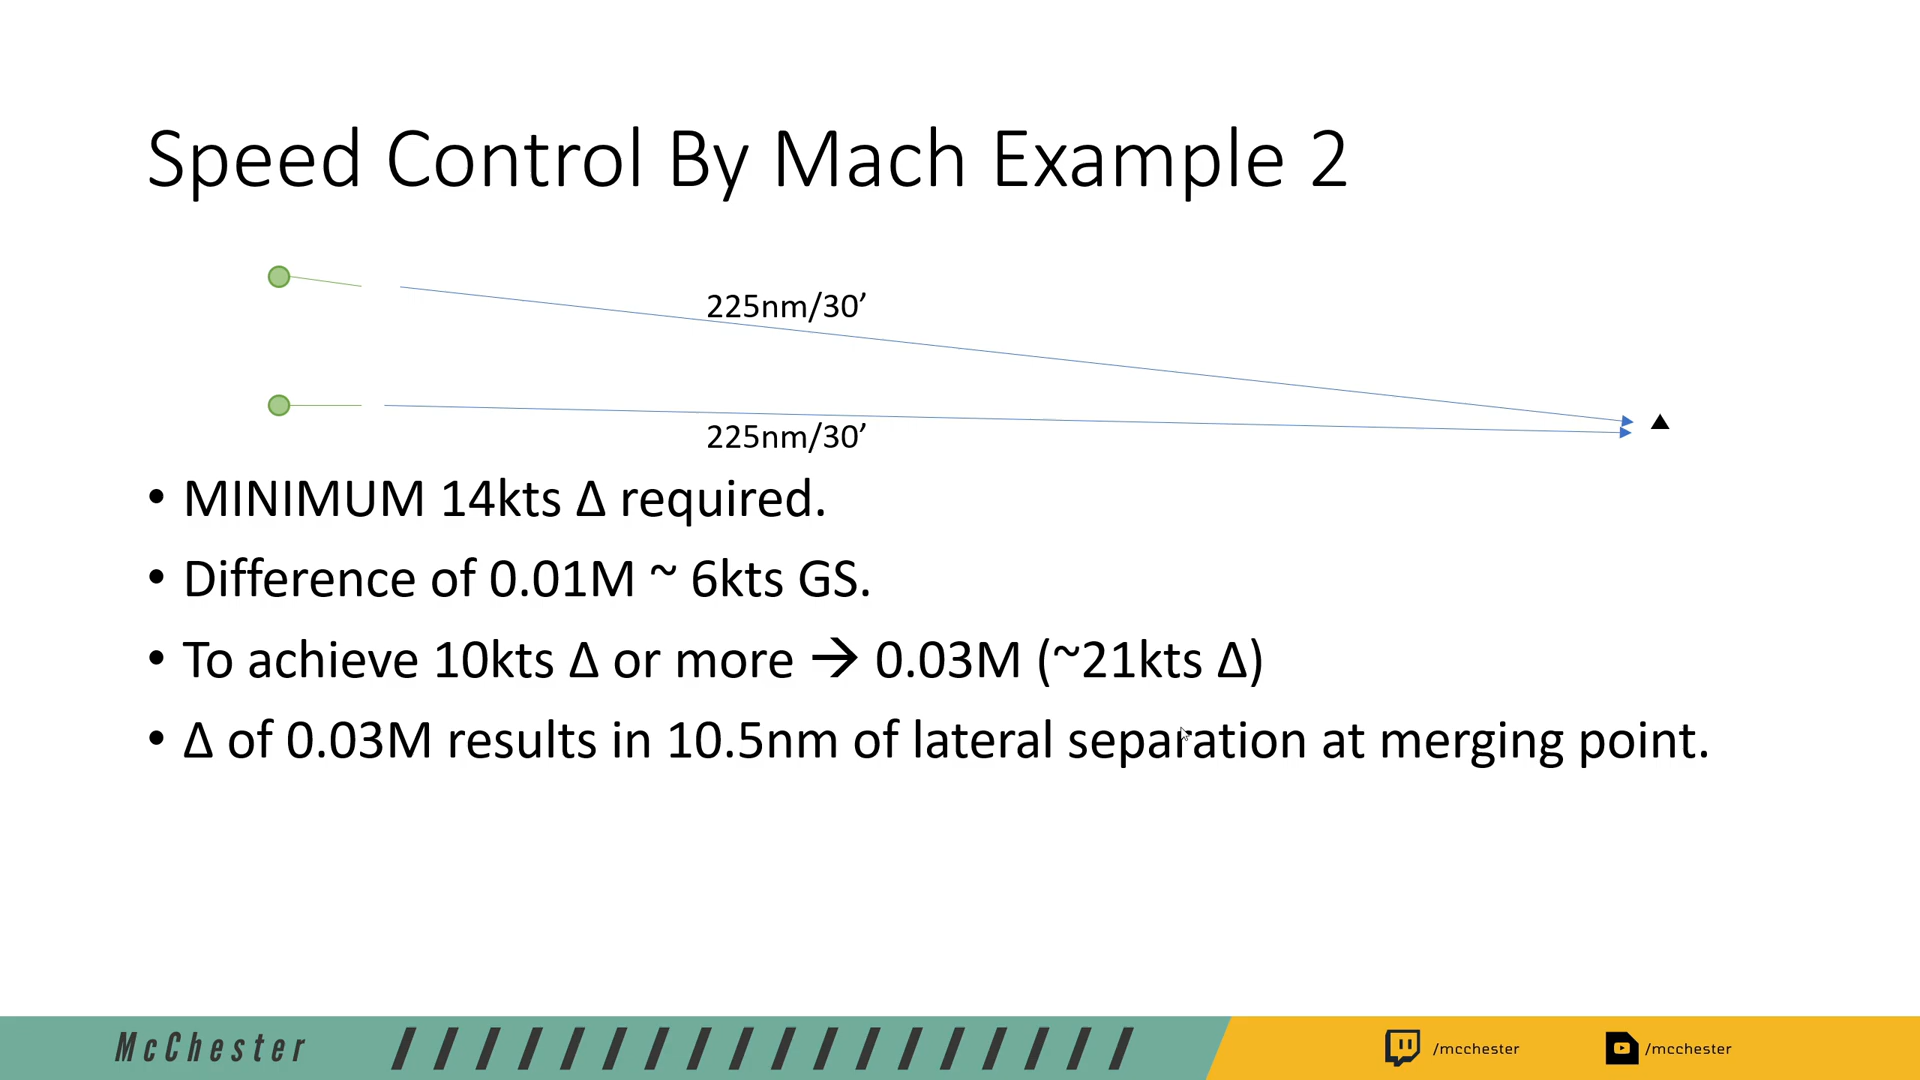 Speed Control By Mach Example 2
225nm/30’
225nm/30’
• MINIMUM 14kts Δ required.
• Difference of 0.01M ~ 6kts GS.
• To achieve 10kts Δ or more → 0.03M (~21kts Δ)
• Δ of 0.03M results in 10.5nm of lateral separation at merging point.
McChester
/mcchester
/mcchester